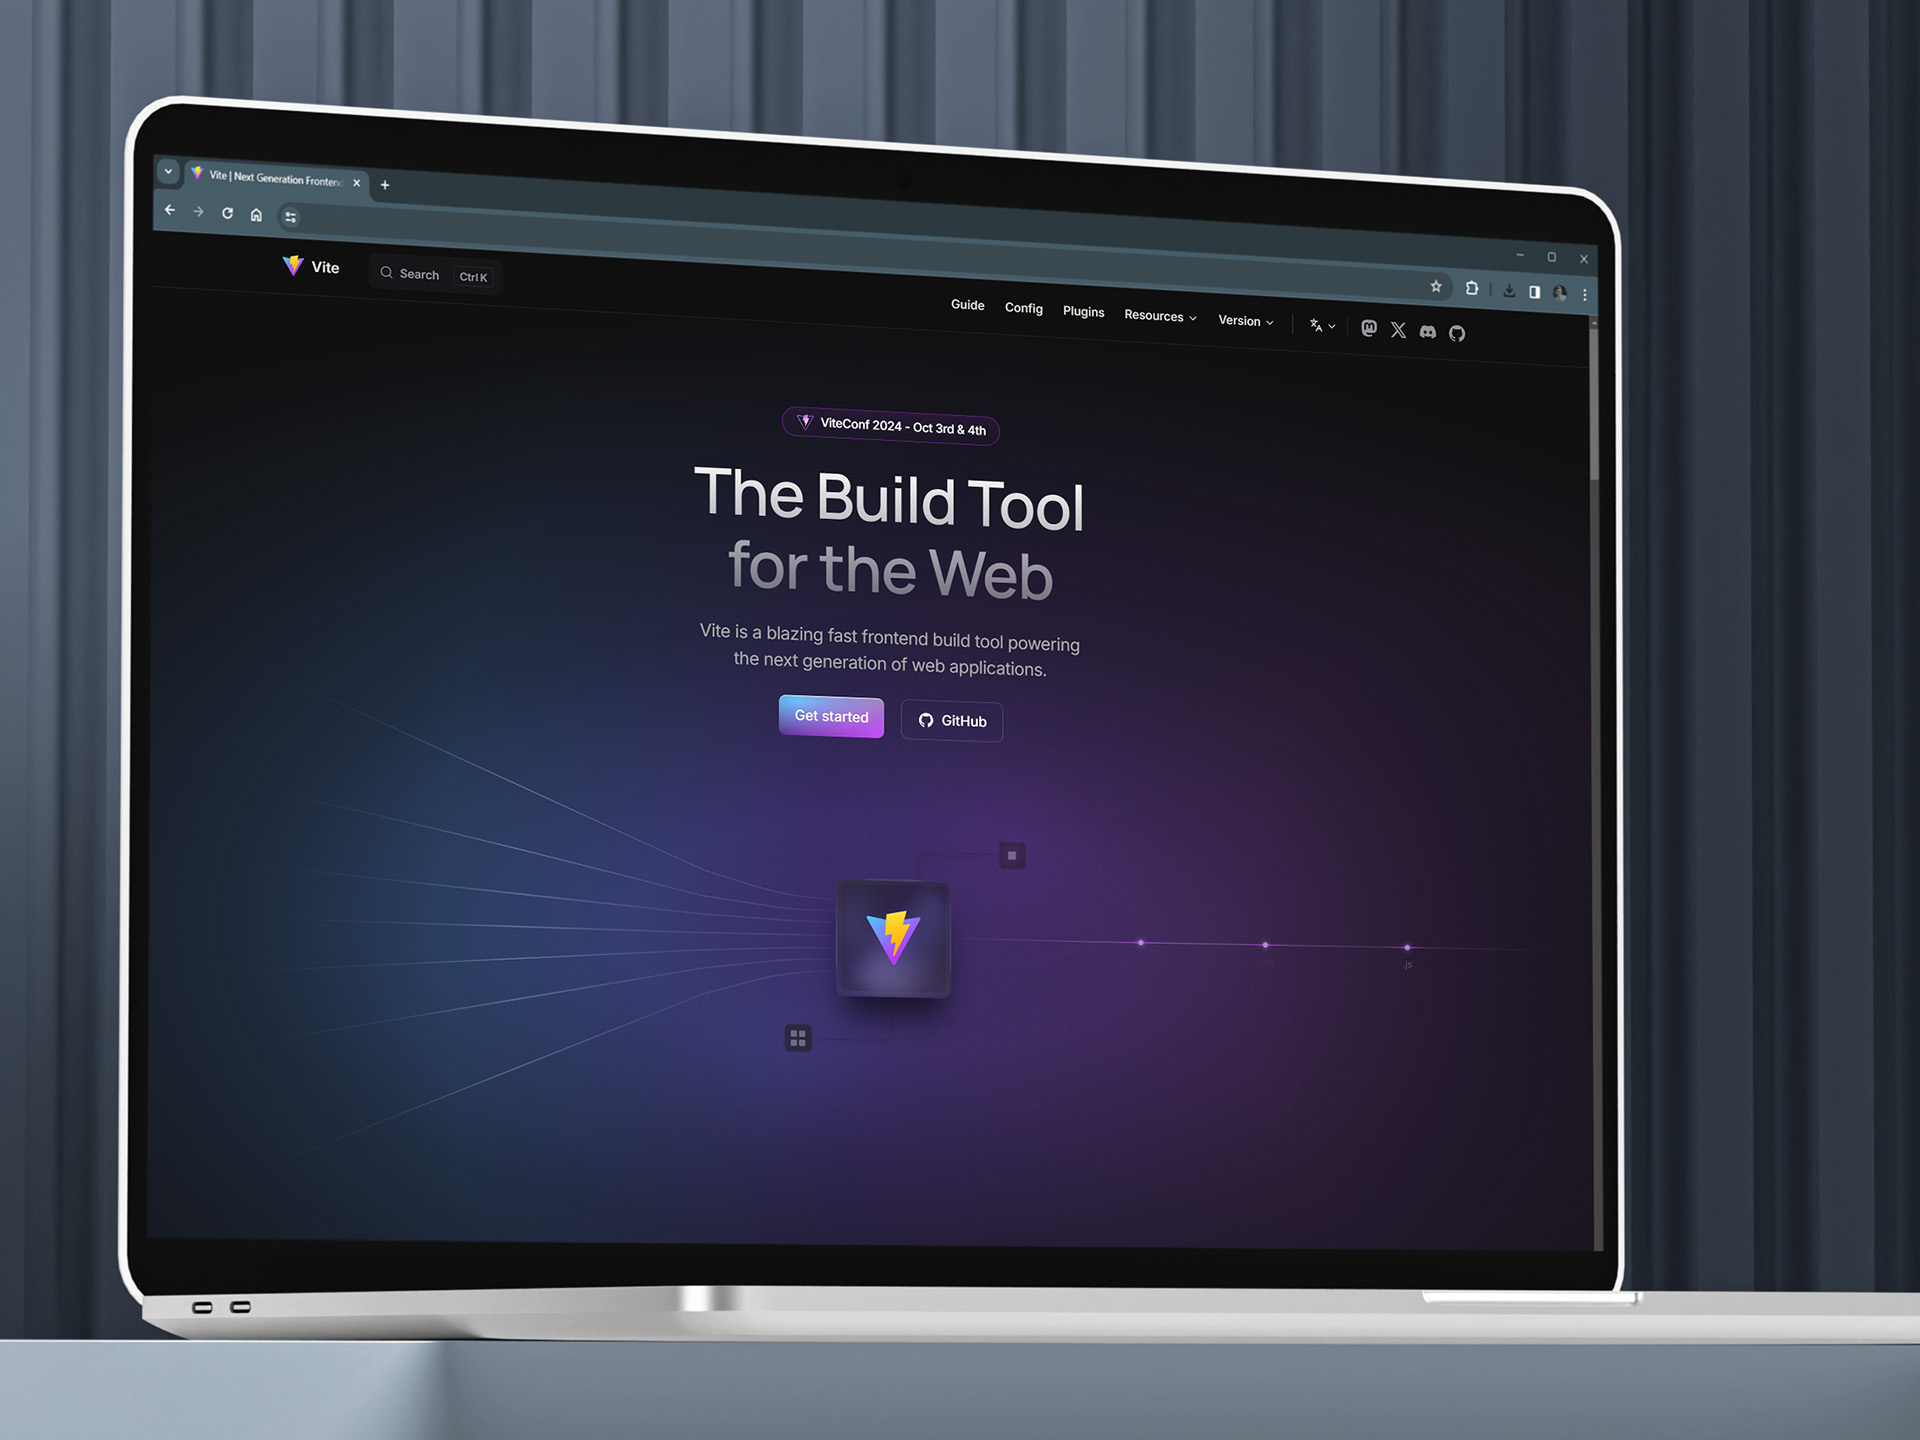 Vite | Next Generation Frontend
Vite
Search
Ctrl K
Guide
Config
Plugins
Resources
Version
ViteConf 2024 - Oct 3rd & 4th
The Build Tool
for the Web
Vite is a blazing fast frontend build tool powering
the next generation of web applications.
Get started
GitHub
.js